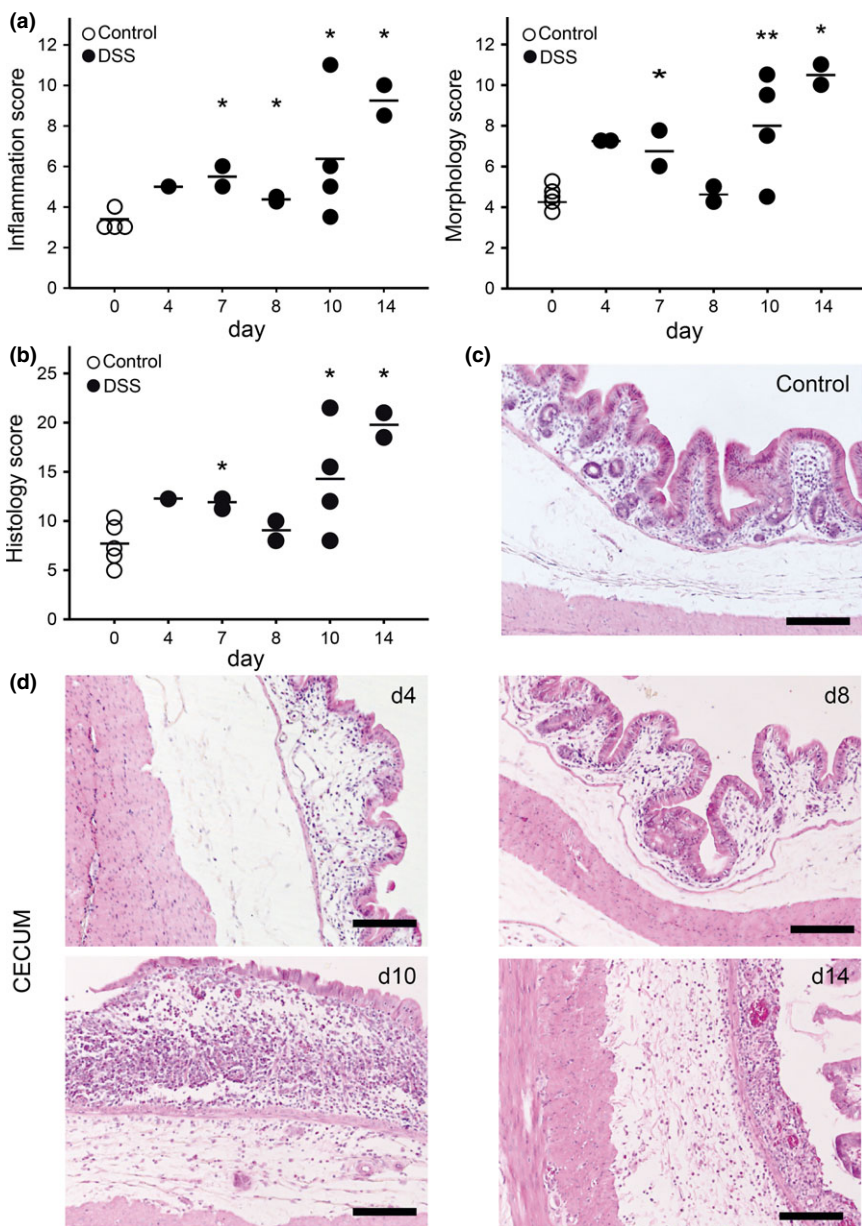 (a)
Control
DSS
* * * *
12
10
8
6
4
2
0
Inflammation score
0 4 7 8 10 14
day
Control
DSS
* ** *
12
10
8
6
4
2
0
Morphology score
0 4 7 8 10 14
day
(b)
Control
DSS
* * *
25
20
15
10
5
0
Histology score
0 4 7 8 10 14
day
(c)
Control
(d)
CECUM
d4
d8
d10
d14